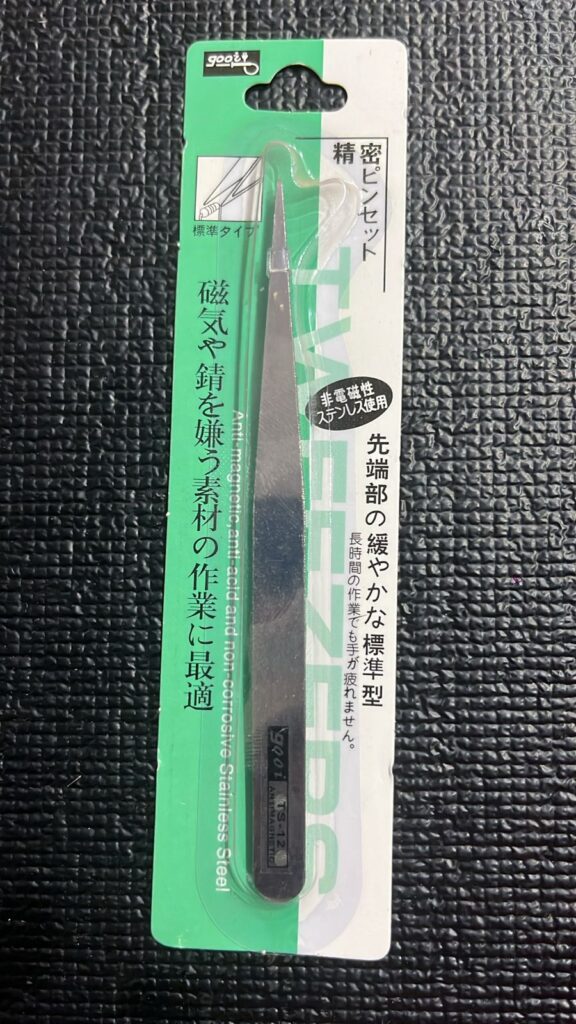 goot
精密ピンセット
標準タイプ
TWEEZERS
非電磁性
ステンレス使用
先端部の緩やかな標準型
長時間の作業でも手が疲れません。
磁気や錆を嫌う素材の作業に最適
Anti-magnetic,anti-acid and non-corrosive Stainless Steel
goot
TS-12
ANTIMAGNETIC